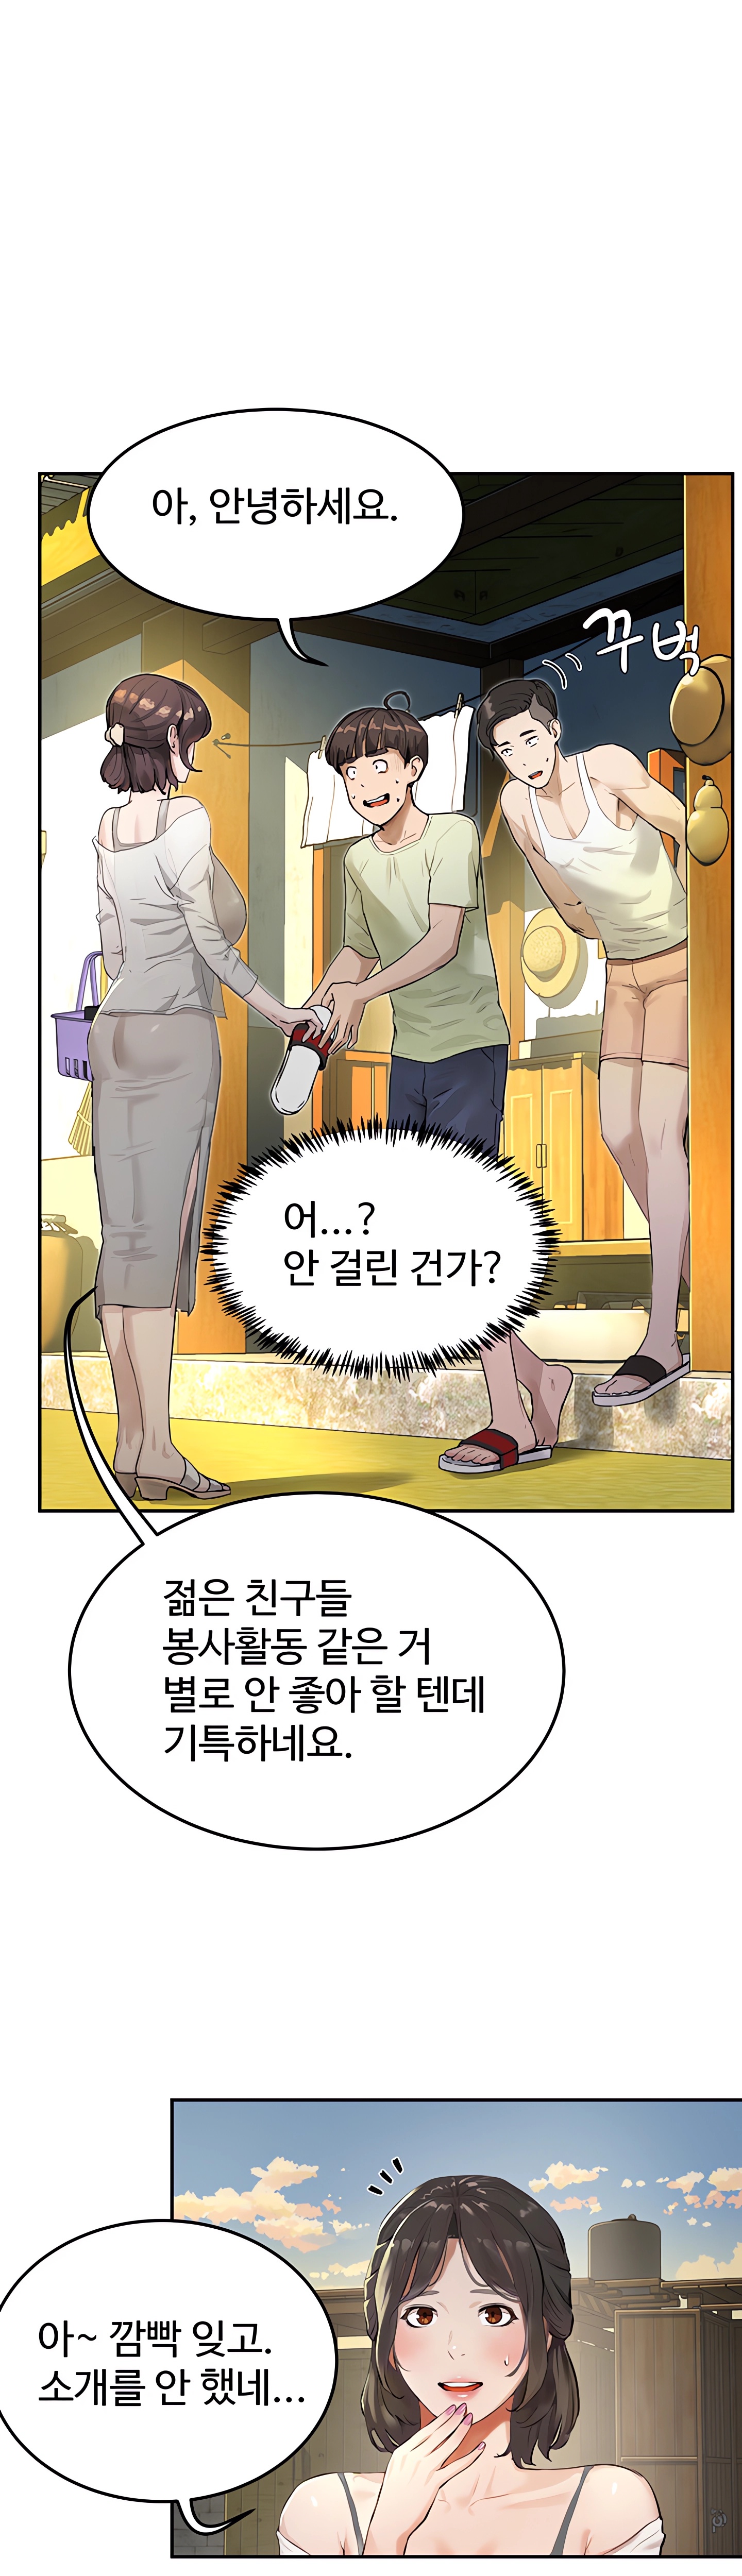 아, 안녕하세요.
꾸벅
어...?
안 걸린 건가?
젊은 친구들
봉사활동 같은 거
별로 안 좋아 할 텐데
기특하네요.
아~ 깜빡 잊고.
소개를 안 했네...